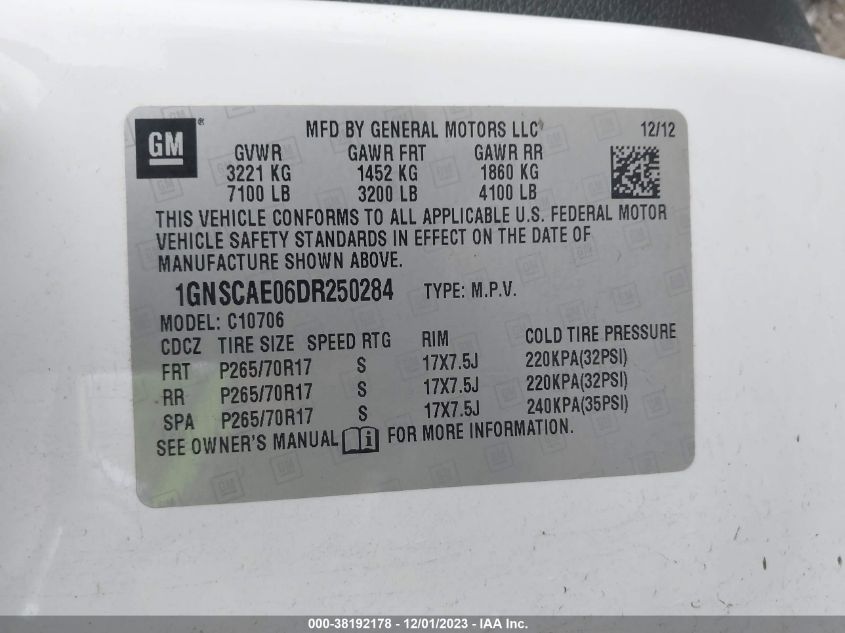 GM® MFD BY GENERAL MOTORS LLC 12/12
GVWR GAWR FRT GAWR RR
3221 KG 1452 KG 1860 KG
7100 LB 3200 LB 4100 LB
THIS VEHICLE CONFORMS TO ALL APPLICABLE U.S. FEDERAL MOTOR
VEHICLE SAFETY STANDARDS IN EFFECT ON THE DATE OF
MANUFACTURE SHOWN ABOVE.
1GNSCAE06DR250284 TYPE: M.P.V.
MODEL: C10706
CDCZ TIRE SIZE SPEED RTG RIM COLD TIRE PRESSURE
FRT P265/70R17 S 17X7.5J 220KPA(32PSI)
RR P265/70R17 S 17X7.5J 220KPA(32PSI)
SPA P265/70R17 S 17X7.5J 240KPA(35PSI)
SEE OWNER'S MANUAL i FOR MORE INFORMATION.
000-38192178 - 12/01/2023 - IAA Inc.